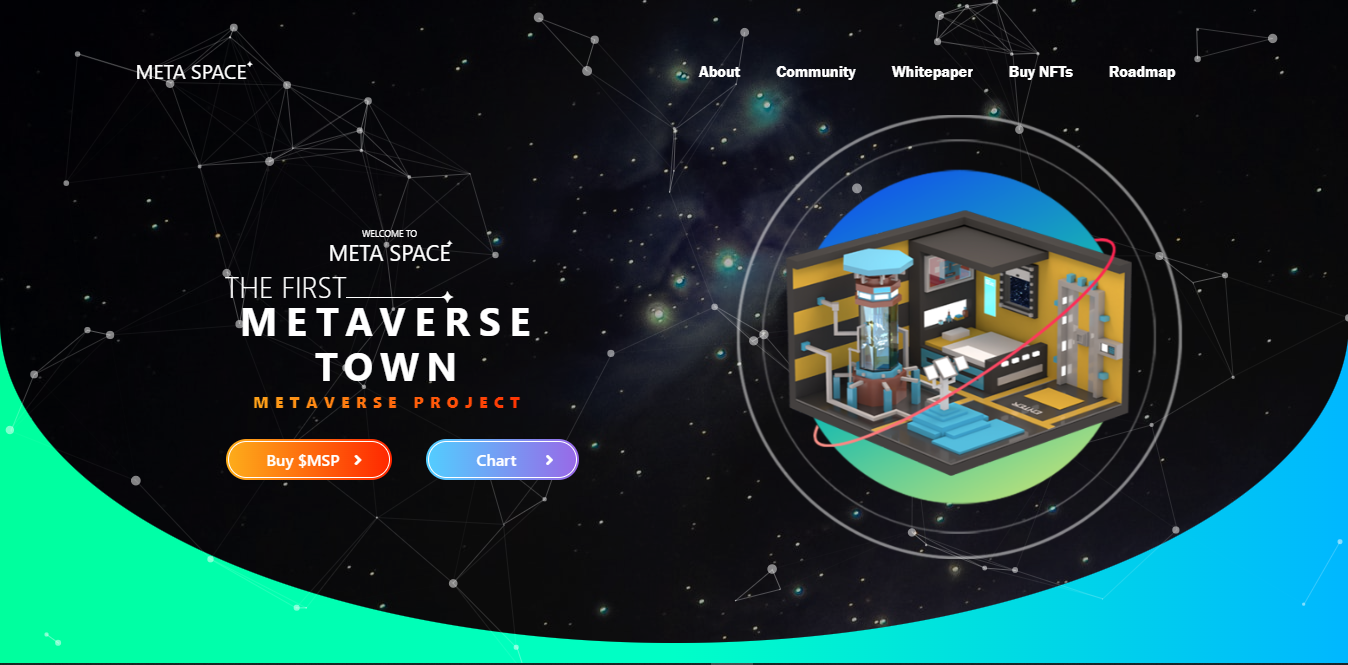 META SPACE
About Community Whitepaper Buy NFTs Roadmap
WELCOME TO
META SPACE
THE FIRST
METAVERSE
TOWN
METAVERSE PROJECT
Buy $MSP
Chart